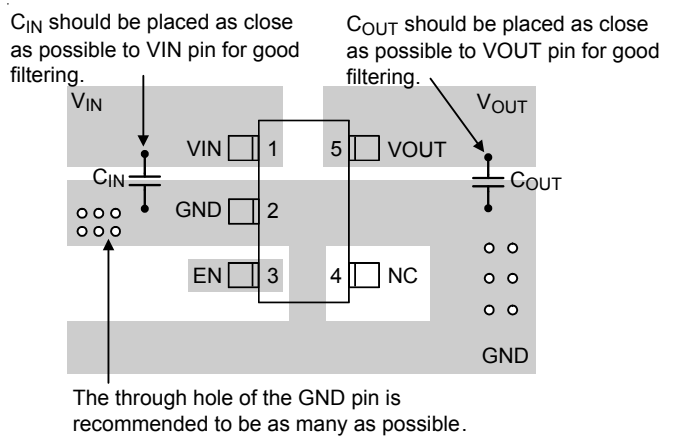 CIN should be placed as close
as possible to VIN pin for good
filtering.
COUT should be placed as close
as possible to VOUT pin for good
filtering.
VIN
VOUT
VIN 1
5 VOUT
CIN
COUT
GND 2
EN 3
4 NC
GND
The through hole of the GND pin is
recommended to be as many as possible.